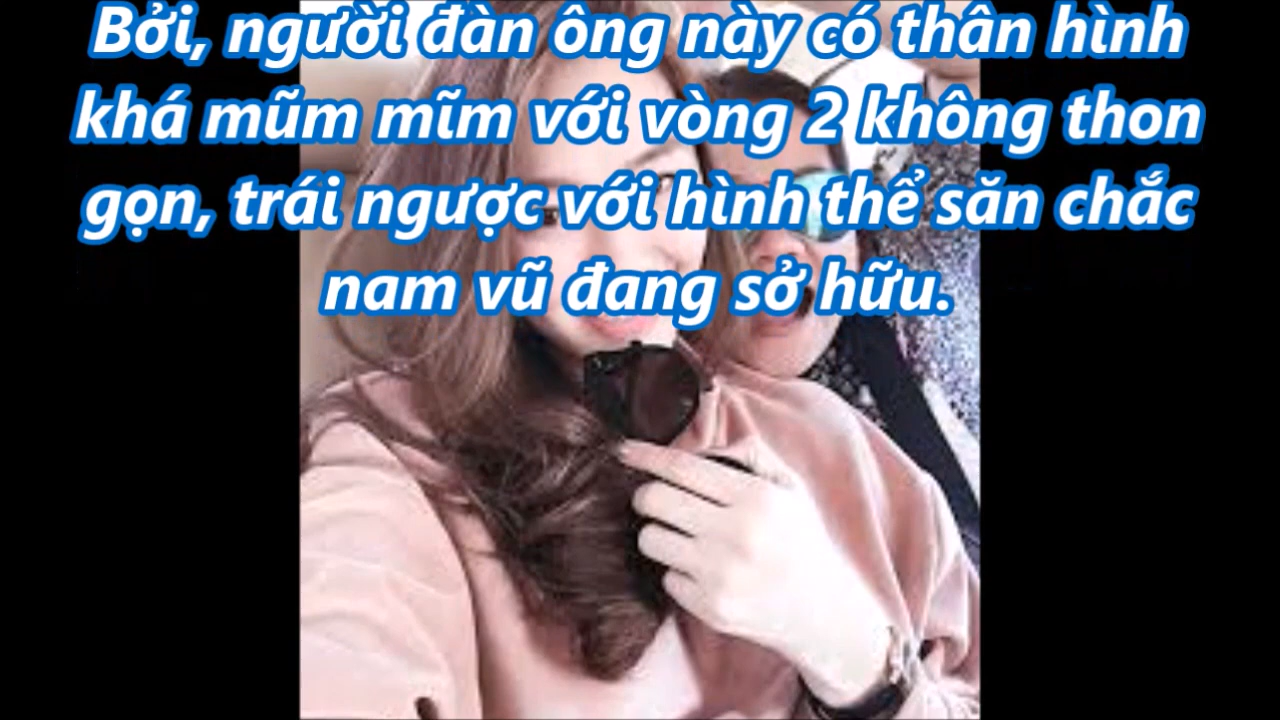 Bởi, người đàn ông này có thân hình
khá mũm mĩm với vòng 2 không thon
gọn, trái ngược với hình thể săn chắc
nam vũ đang sở hữu.